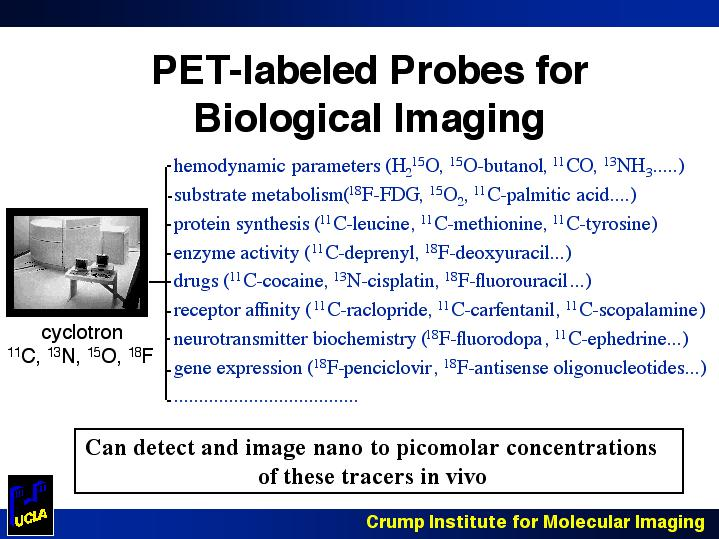 PET-labeled Probes for
Biological Imaging
- hemodynamic parameters (H₂¹⁵O, ¹⁵O-butanol, ¹¹CO, ¹³NH₃.....)
- substrate metabolism(¹⁸F-FDG, ¹⁵O₂, ¹¹C-palmitic acid....)
- protein synthesis (¹¹C-leucine, ¹¹C-methionine, ¹¹C-tyrosine)
- enzyme activity (¹¹C-deprenyl, ¹⁸F-deoxyuracil...)
- drugs (¹¹C-cocaine, ¹³N-cisplatin, ¹⁸F-fluorouracil...)
- receptor affinity (¹¹C-raclopride, ¹¹C-carfentanil, ¹¹C-scopalamine)
- neurotransmitter biochemistry (¹⁸F-fluorodopa, ¹¹C-ephedrine...)
- gene expression (¹⁸F-penciclovir, ¹⁸F-antisense oligonucleotides...)
- .....................................
cyclotron
¹¹C, ¹³N, ¹⁵O, ¹⁸F
Can detect and image nano to picomolar concentrations
of these tracers in vivo
UCLA
Crump Institute for Molecular Imaging